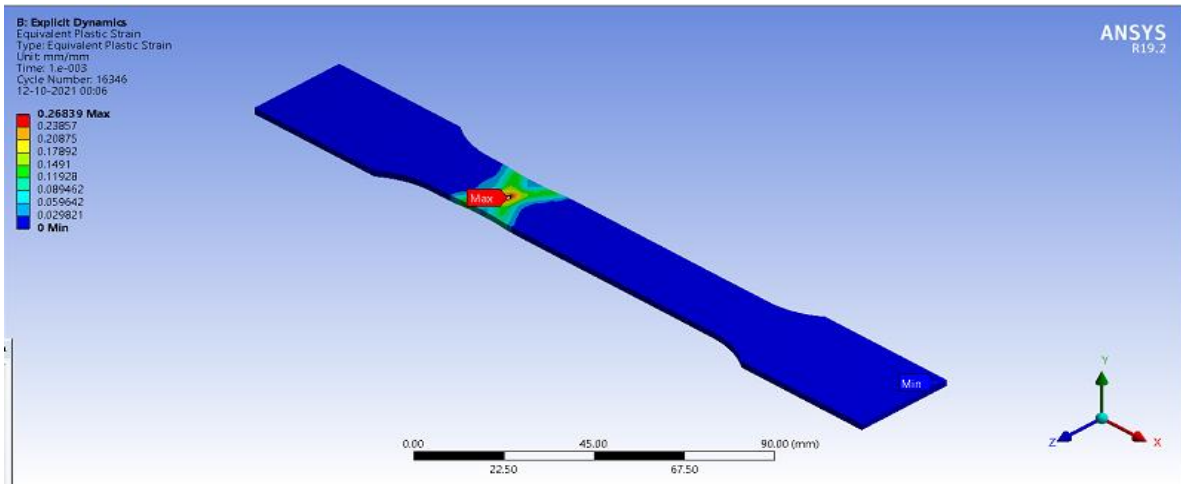 B: Explicit Dynamics
Equivalent Plastic Strain
Type: Equivalent Plastic Strain
Unit: mm/mm
Time: 1.e-003
Cycle Number: 16346
12-10-2021 00:06
0.26839 Max
0.23857
0.20875
0.17892
0.1491
0.11928
0.089462
0.059642
0.029821
0 Min
ANSYS
R19.2
Max
Min
0.00
45.00
90.00 (mm)
22.50
67.50
Y
Z
X